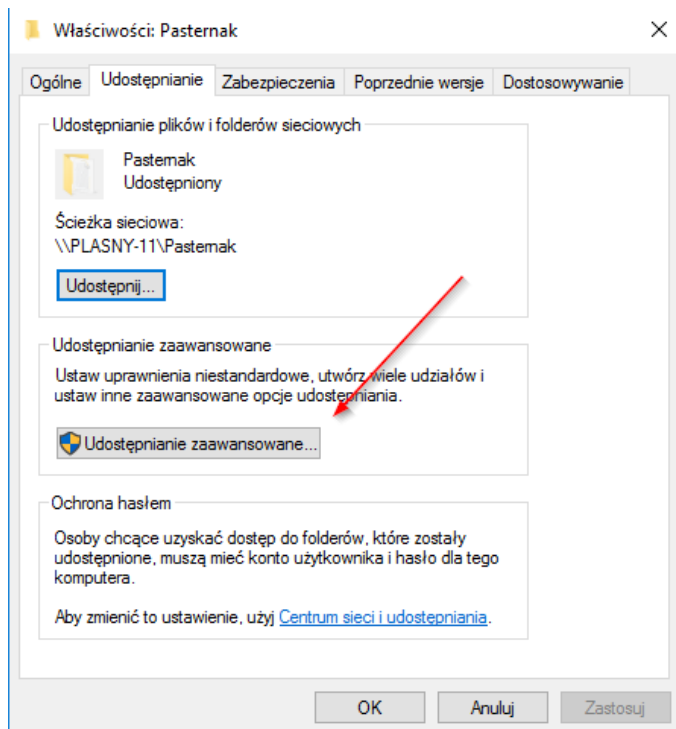 Właściwości: Pasternak
Ogólne Udostępnianie Zabezpieczenia Poprzednie wersje Dostosowywanie
Udostępnianie plików i folderów sieciowych
Pasternak
Udostępniony
Ścieżka sieciowa:
\\PLASNY-11\Pasternak
Udostępnij...
Udostępnianie zaawansowane
Ustaw uprawnienia niestandardowe, utwórz wiele udziałów i
ustaw inne zaawansowane opcje udostępniania.
Udostępnianie zaawansowane...
Ochrona hasłem
Osoby chcące uzyskać dostęp do folderów, które zostały
udostępnione, muszą mieć konto użytkownika i hasło dla tego
komputera.
Aby zmienić to ustawienie, użyj Centrum sieci i udostępniania.
OK Anuluj Zastosuj